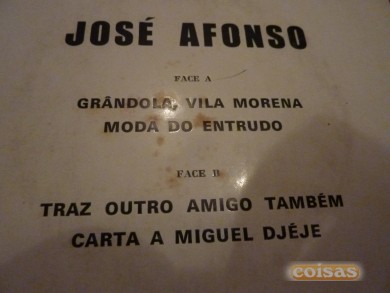 JOSÉ AFONSO
FACE A
GRÂNDOLA, VILA MORENA
MODA DO ENTRUDO
FACE B
TRAZ OUTRO AMIGO TAMBÉM
CARTA A MIGUEL DJÉJE
coisas